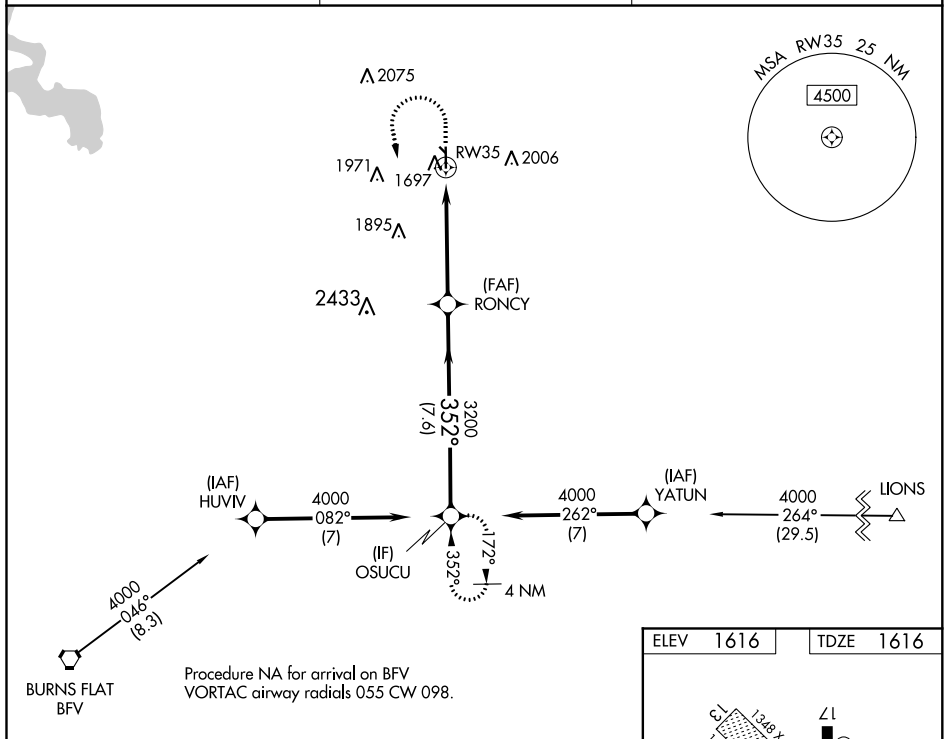 MSA RW35 25 NM
4500
2075
RW35
2006
1971
1697
1895
(FAF)
RONCY
2433
3200
352°
(7.6)
(IAF)
HUVIV
4000
082°
(7)
(IF)
OSUCU
4000
262°
(7)
(IAF)
YATUN
4000
264°
(29.5)
LIONS
172°
352°
4 NM
4000
046°
(8.3)
BURNS FLAT
BFV
Procedure NA for arrival on BFV
VORTAC airway radials 055 CW 098.
ELEV 1616
TDZE 1616
13
1348 X
17